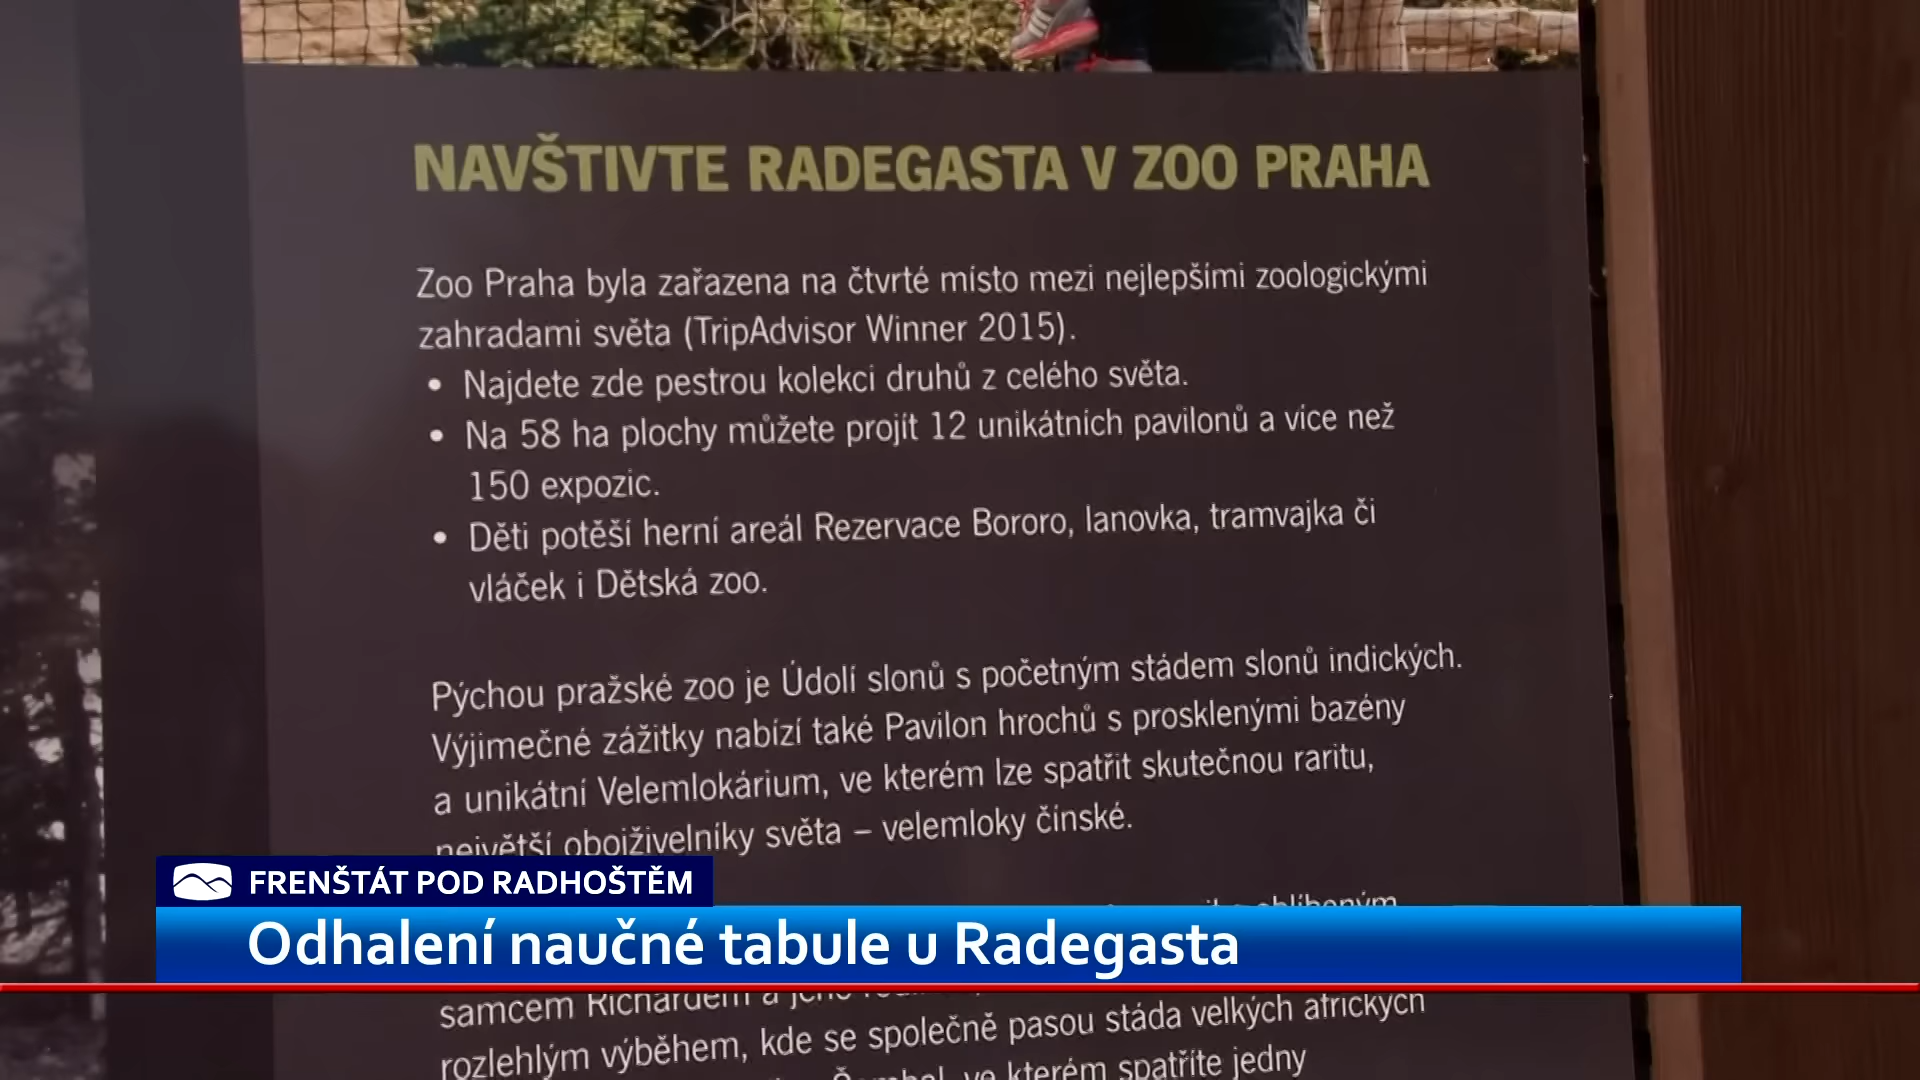 NAVŠTIVTE RADEGASTA V ZOO PRAHA
Zoo Praha byla zařazena na čtvrté místo mezi nejlepšími zoologickými
zahradami světa (TripAdvisor Winner 2015).
• Najdete zde pestrou kolekci druhů z celého světa.
• Na 58 ha plochy můžete projít 12 unikátních pavilonů a více než
150 expozic.
• Děti potěší herní areál Rezervace Bororo, lanovka, tramvajka či
vláček i Dětská zoo.
Pýchou pražské zoo je Údolí slonů s početným stádem slonů indických.
Výjimečné zážitky nabízí také Pavilon hrochů s prosklenými bazény
a unikátní Velemlokárium, ve kterém lze spatřit skutečnou raritu,
největší obojživelníky světa – velemloky čínské.
FRENŠTÁT POD RADHOŠTĚM
oblíbeným
Odhalení naučné tabule u Radegasta
samcem Richardem a jeho
rozlehlým výběhem, kde se společně pasou stáda velkých afrických
ve kterém spatříte jedny